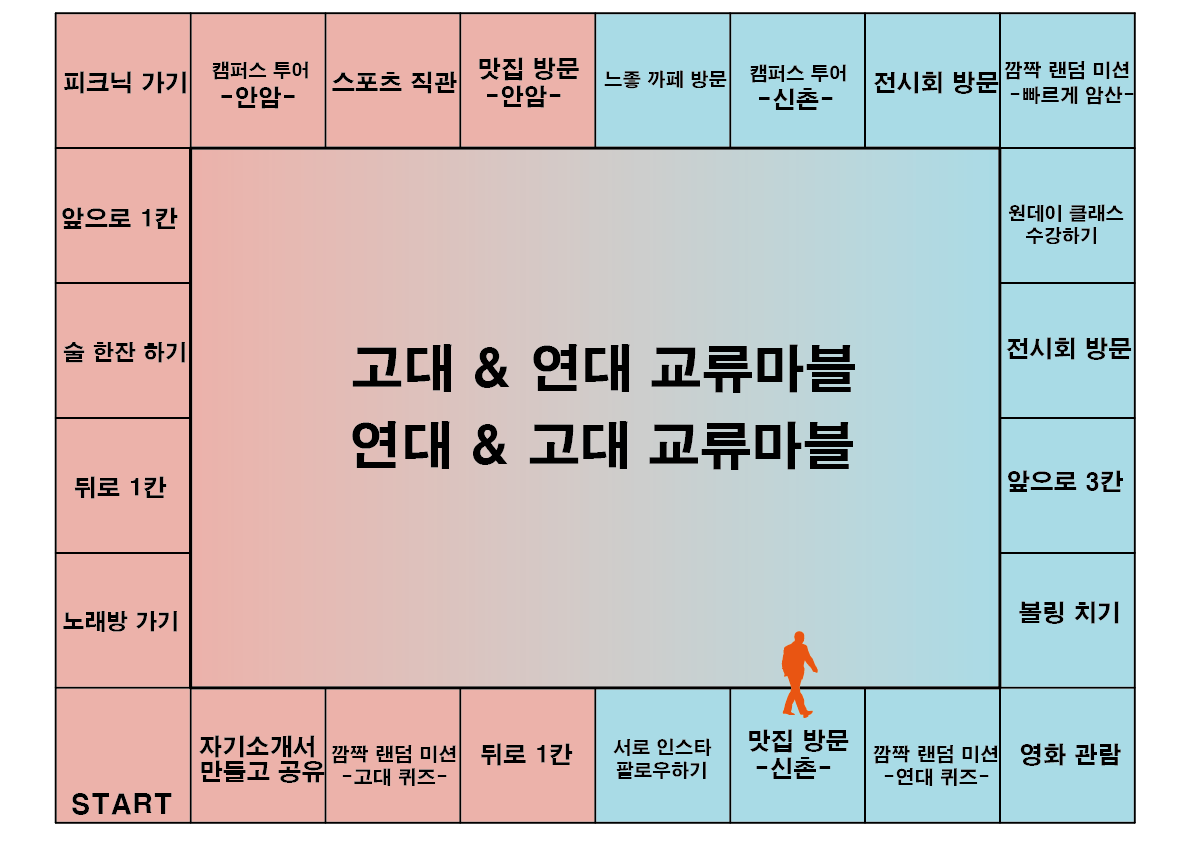 피크닉 가기
캠퍼스 투어
-안암-
스포츠 직관
맛집 방문
-안암-
느좋 까페 방문
캠퍼스 투어
-신촌-
전시회 방문
깜짝 랜덤 미션
-빠르게 암산-
앞으로 1칸
원데이 클래스
수강하기
술 한잔 하기
전시회 방문
고대 & 연대 교류마블
연대 & 고대 교류마블
뒤로 1칸
앞으로 3칸
노래방 가기
볼링 치기
START
자기소개서
만들고 공유
깜짝 랜덤 미션
-고대 퀴즈-
뒤로 1칸
서로 인스타
팔로우하기
맛집 방문
-신촌-
깜짝 랜덤 미션
-연대 퀴즈-
영화 관람